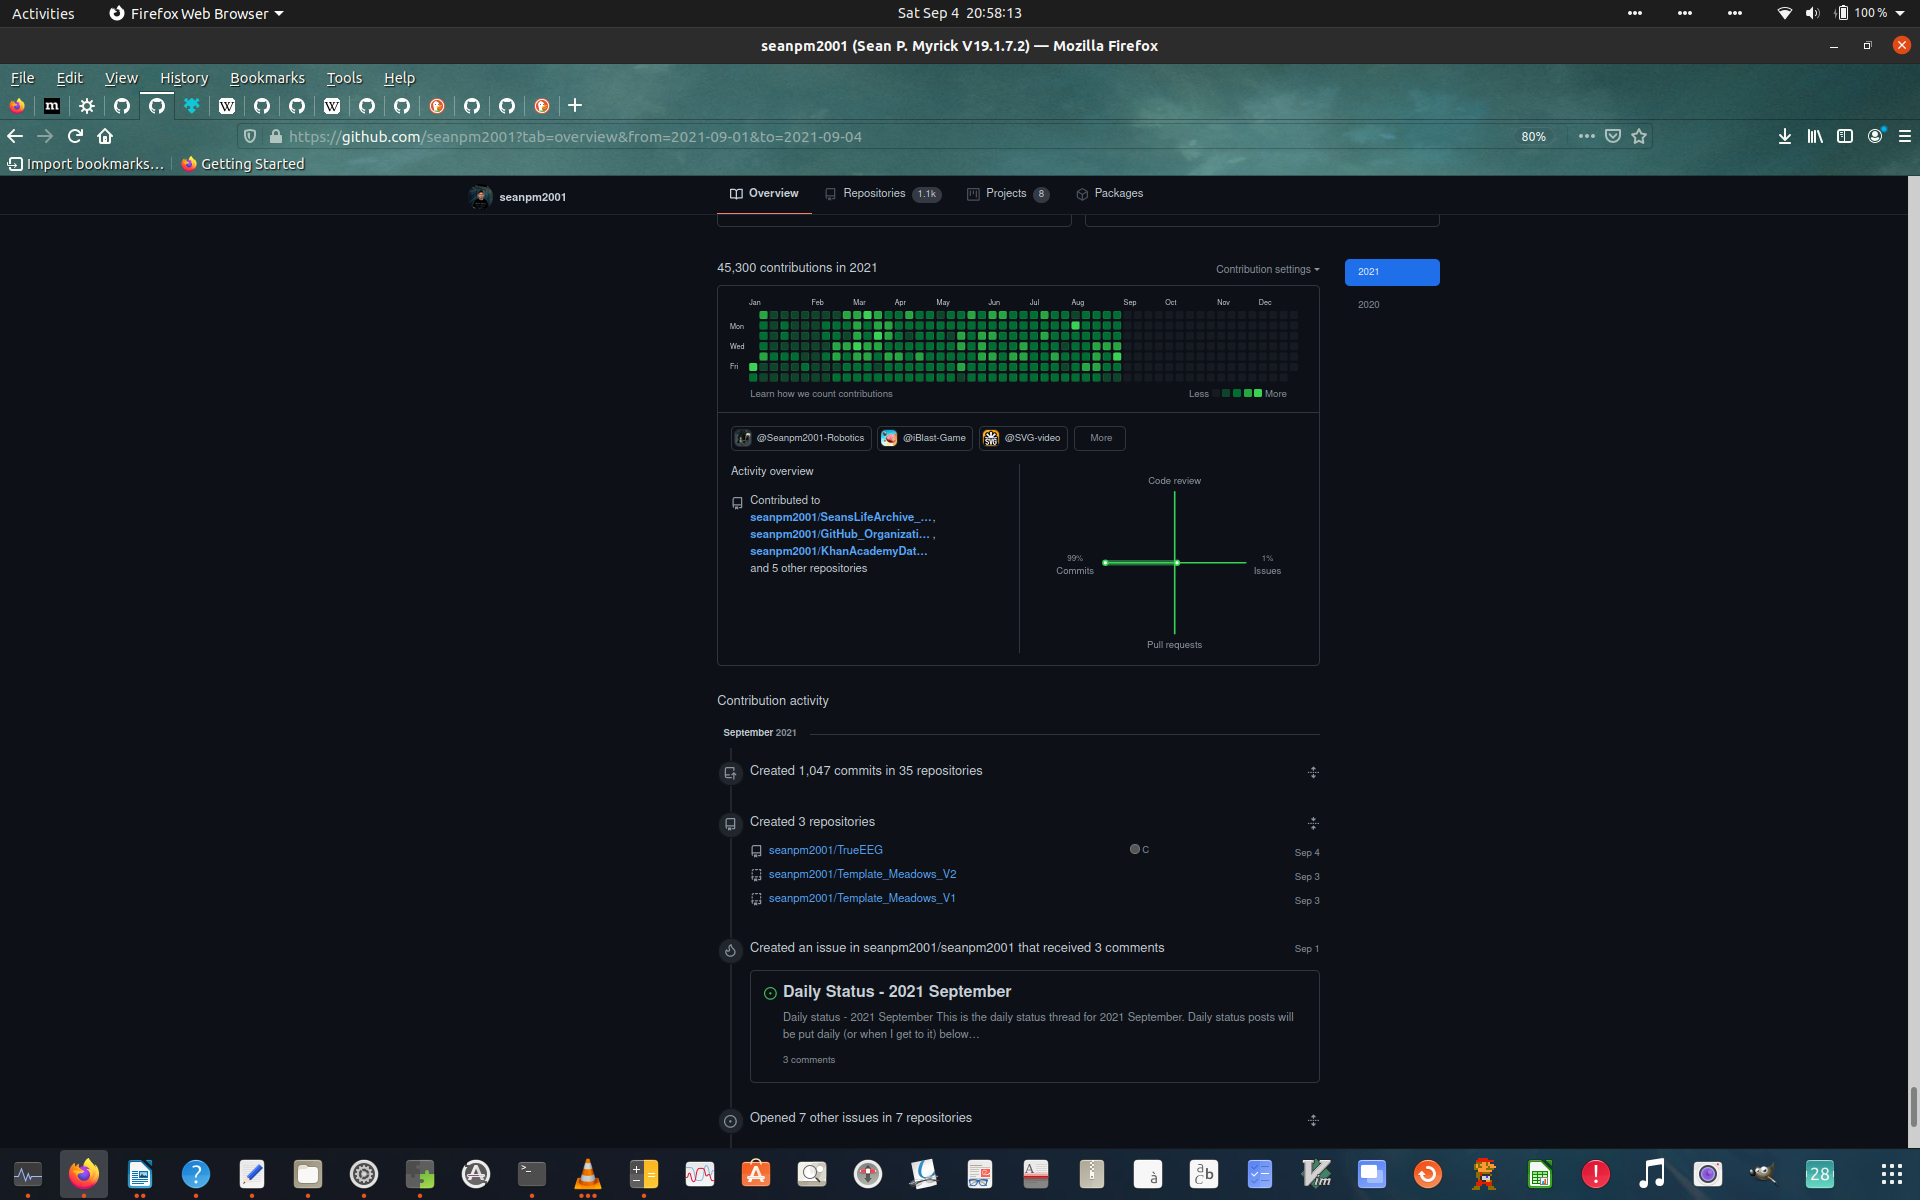 Activities
Firefox Web Browser
Sat Sep 4 20:58:13
100 %
seanpm2001 (Sean P. Myrick V19.1.7.2) — Mozilla Firefox
File Edit View History Bookmarks Tools Help
https://github.com/seanpm2001?tab=overview&from=2021-09-01&to=2021-09-04
80%
Import bookmarks…
Getting Started
seanpm2001
Overview
Repositories 1.1k
Projects 8
Packages
45,300 contributions in 2021
Contribution settings
2021
2020
Jan Feb Mar Apr May Jun Jul Aug Sep Oct Nov Dec
Mon
Wed
Fri
Learn how we count contributions
Less
More
@Seanpm2001-Robotics
@iBlast-Game
@SVG-video
More
Activity overview
Contributed to
seanpm2001/SeansLifeArchive_…,
seanpm2001/GitHub_Organizati… ,
seanpm2001/KhanAcademyDat…
and 5 other repositories
Code review
99%
Commits
1%
Issues
Pull requests
Contribution activity
September 2021
Created 1,047 commits in 35 repositories
Created 3 repositories
seanpm2001/TrueEEG
C
Sep 4
seanpm2001/Template_Meadows_V2
Sep 3
seanpm2001/Template_Meadows_V1
Sep 3
Created an issue in seanpm2001/seanpm2001 that received 3 comments
Sep 1
Daily Status - 2021 September
Daily status - 2021 September This is the daily status thread for 2021 September. Daily status posts will
be put daily (or when I get to it) below…
3 comments
Opened 7 other issues in 7 repositories
28